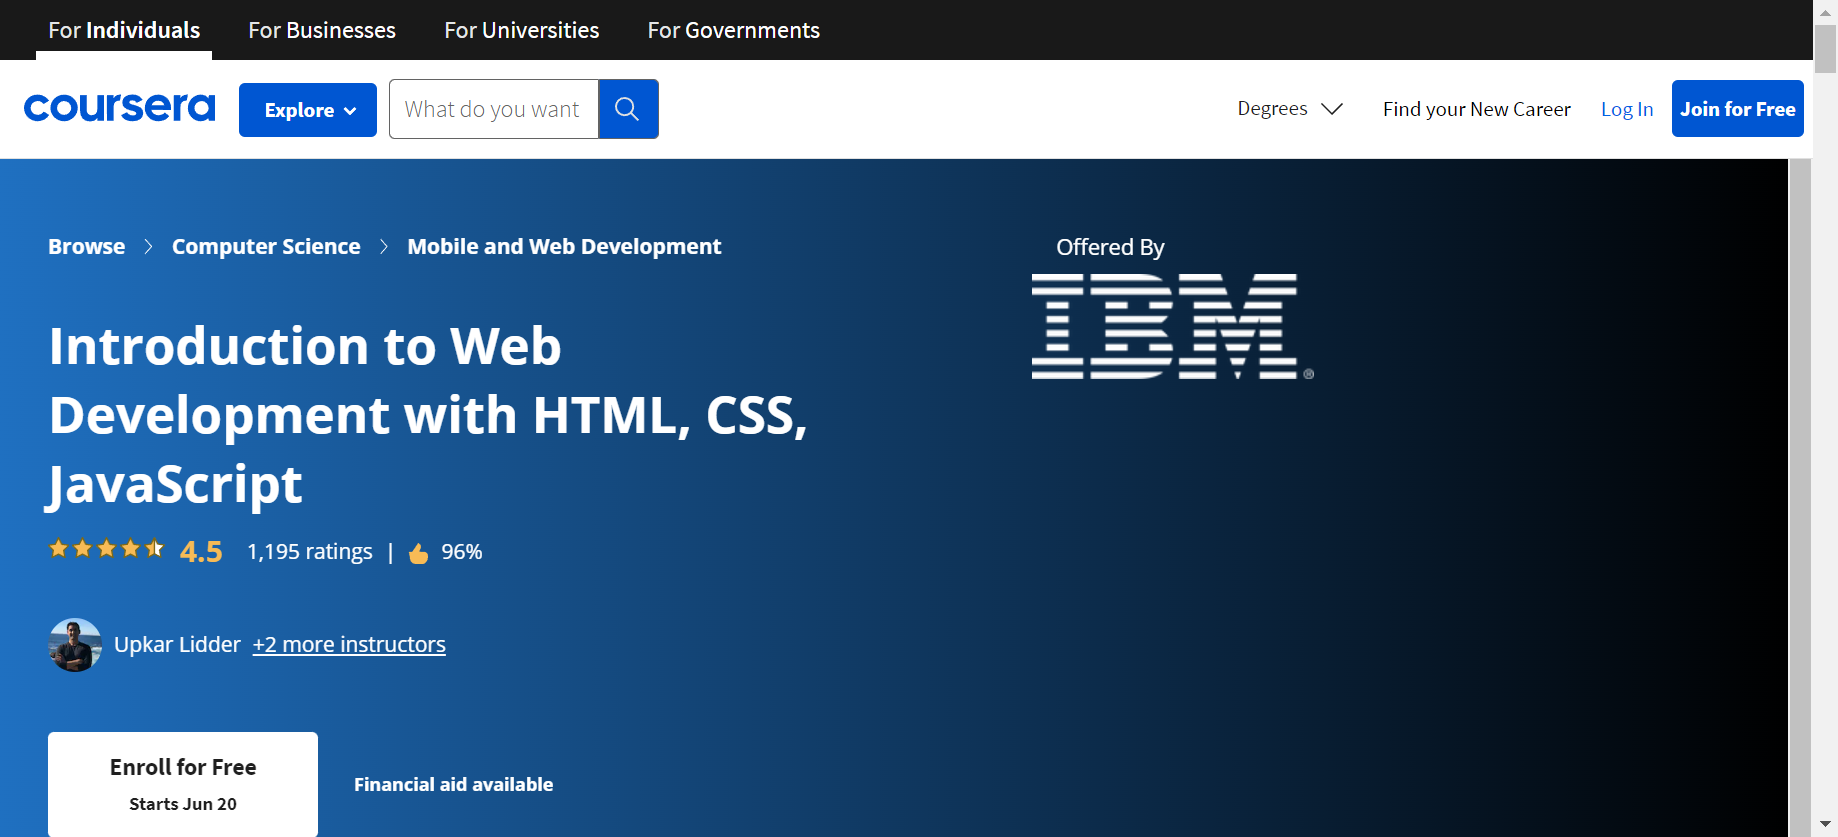 For Individuals For Businesses For Universities For Governments
coursera Explore What do you want Degrees Find your New Career Log In Join for Free
Browse Computer Science Mobile and Web Development
Offered By
IBM®
Introduction to Web
Development with HTML, CSS,
JavaScript
4.5 1,195 ratings | 96%
Upkar Lidder +2 more instructors
Enroll for Free
Starts Jun 20
Financial aid available